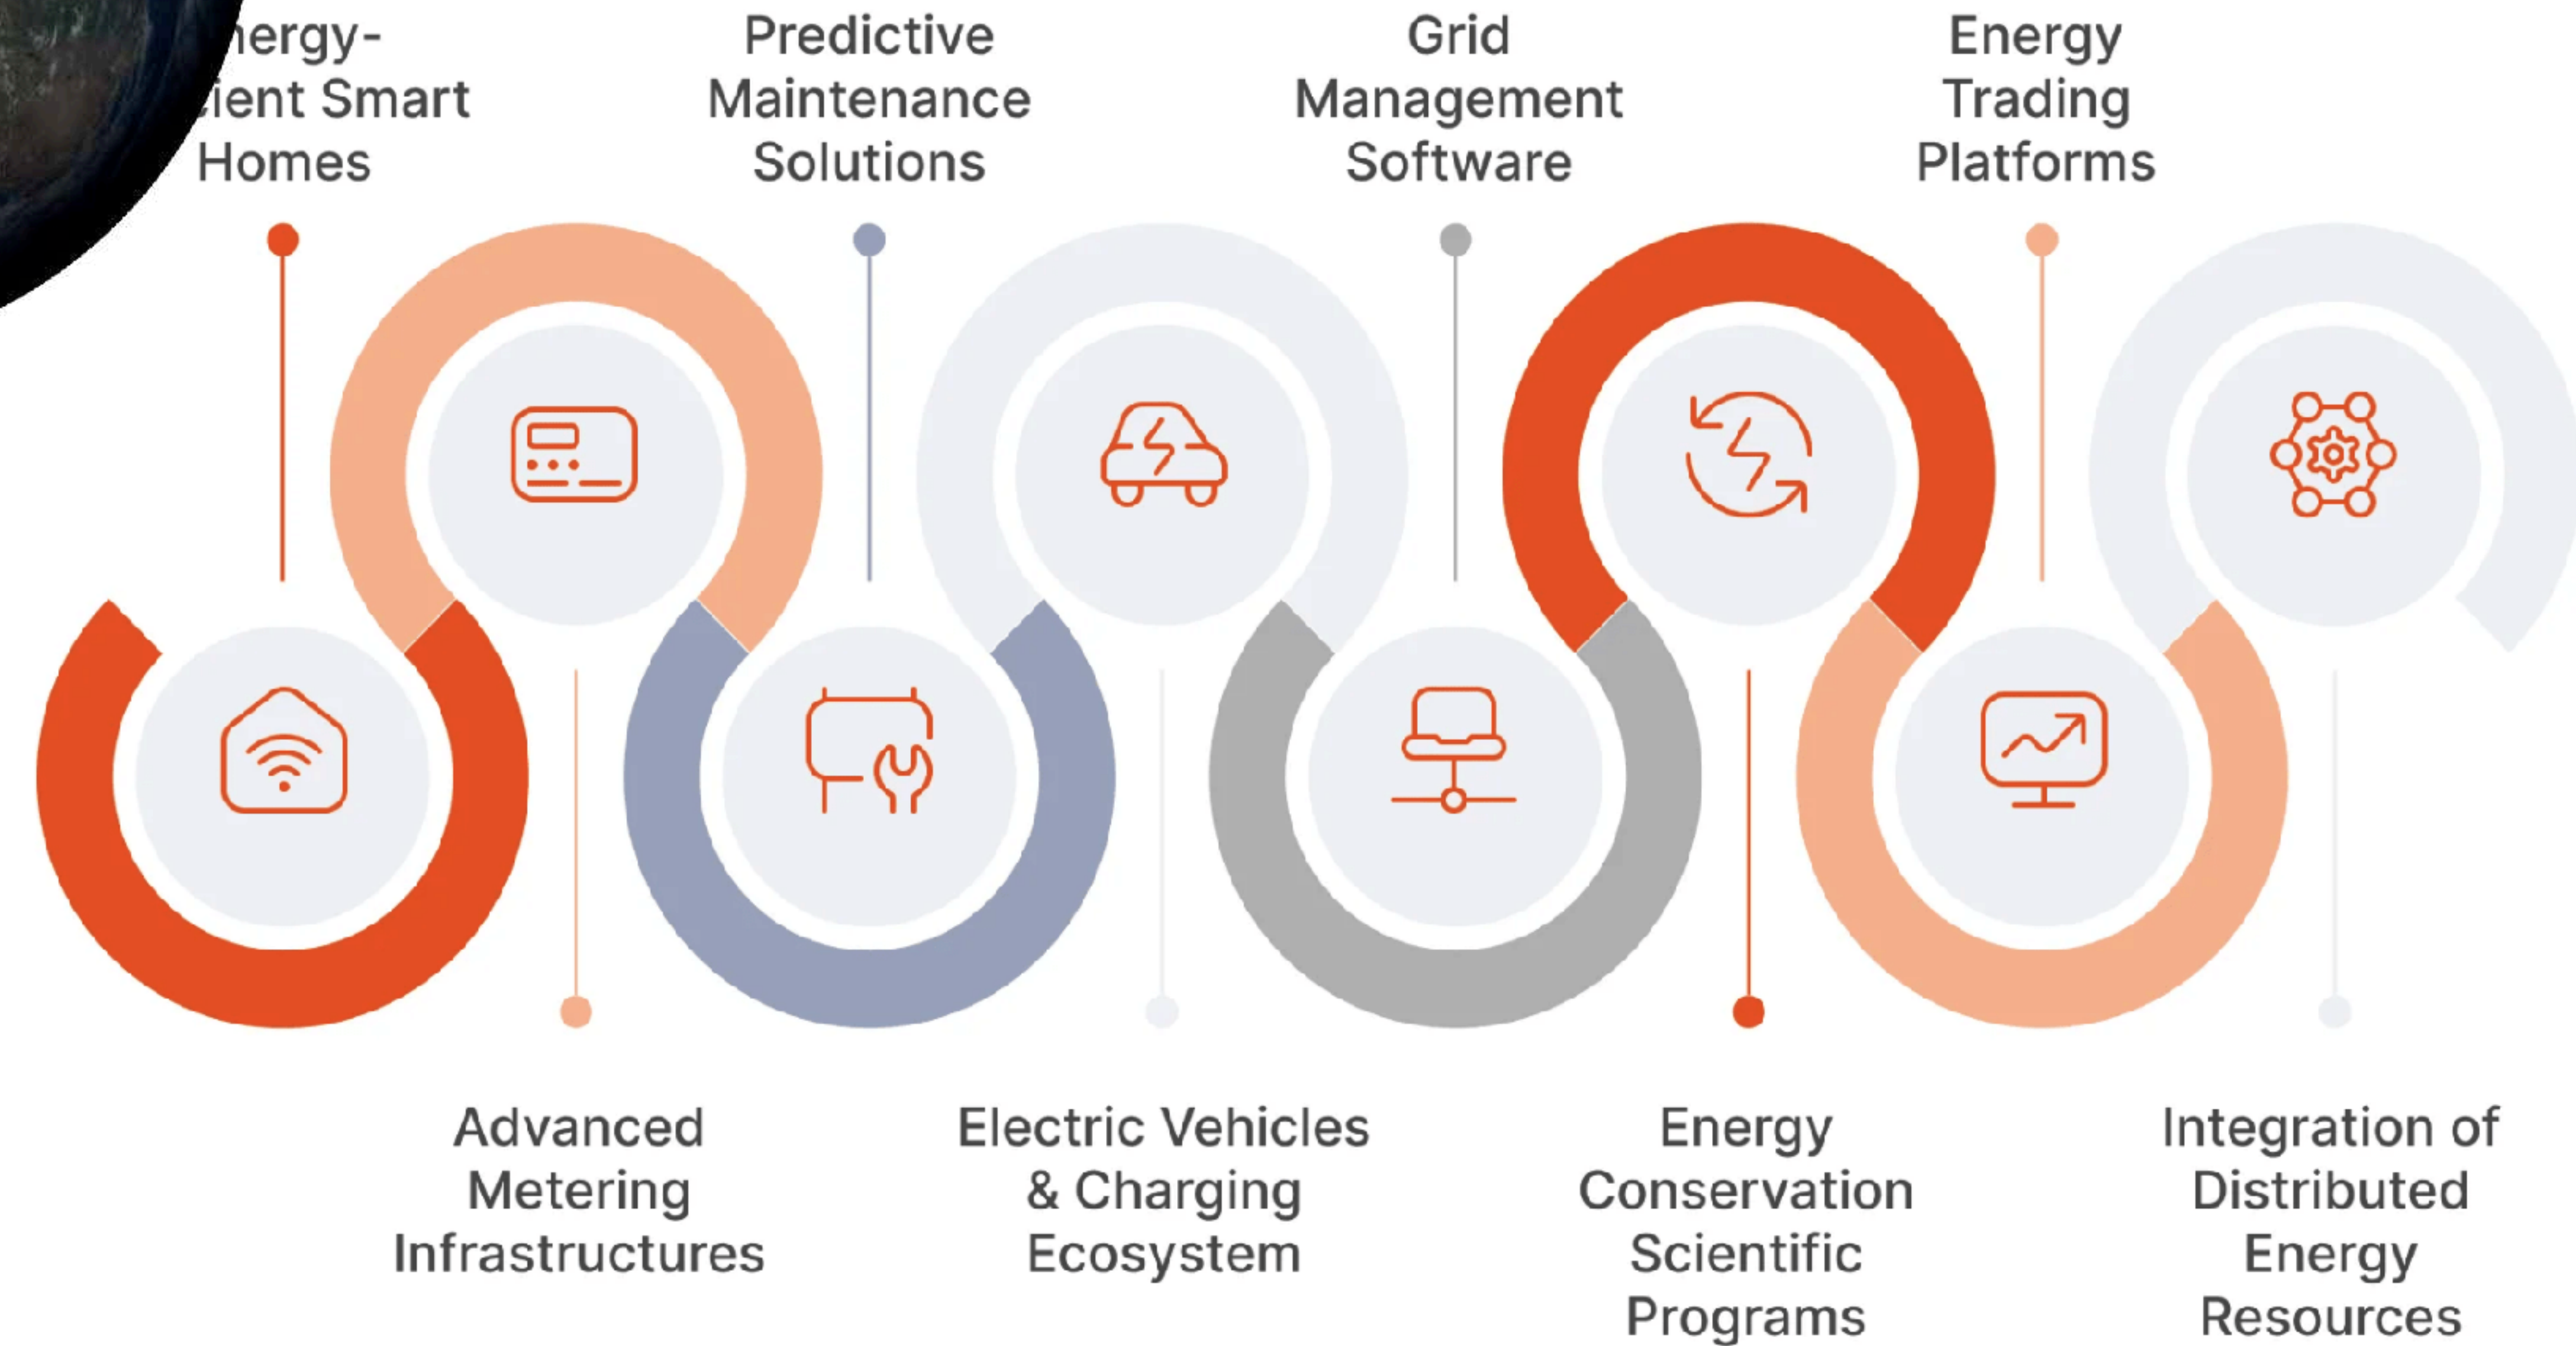 Homes
Smart
Predictive
Maintenance
Solutions
Grid
Management
Software
Energy
Trading
Platforms
Advanced
Metering
Infrastructures
Electric Vehicles
& Charging
Ecosystem
Energy
Conservation
Scientific
Programs
Integration of
Distributed
Energy
Resources